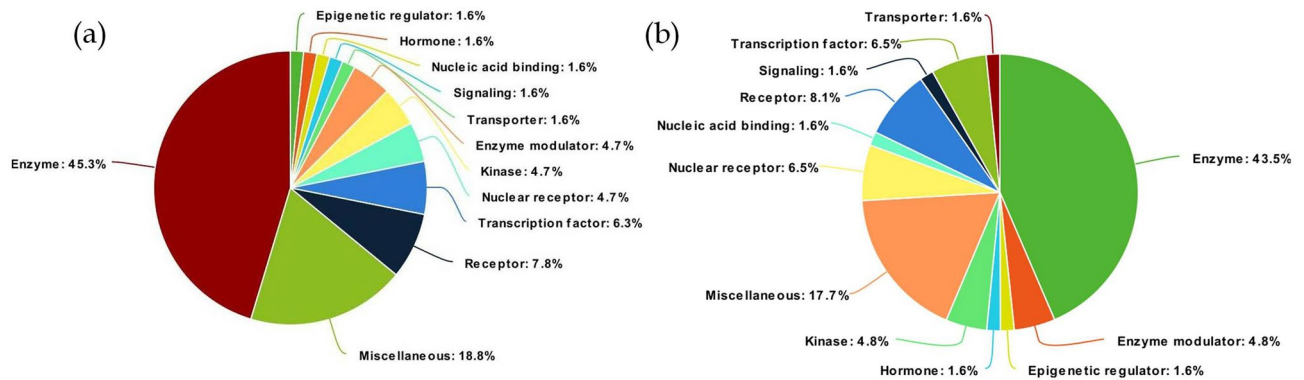 (a)
Epigenetic regulator: 1.6%
Hormone: 1.6%
Nucleic acid binding: 1.6%
Signaling: 1.6%
Transporter: 1.6%
Enzyme modulator: 4.7%
Kinase: 4.7%
Nuclear receptor: 4.7%
Transcription factor: 6.3%
Receptor: 7.8%
Miscellaneous: 18.8%
Enzyme: 45.3%
(b)
Transporter: 1.6%
Transcription factor: 6.5%
Signaling: 1.6%
Receptor: 8.1%
Nucleic acid binding: 1.6%
Nuclear receptor: 6.5%
Miscellaneous: 17.7%
Kinase: 4.8%
Hormone: 1.6%
Epigenetic regulator: 1.6%
Enzyme modulator: 4.8%
Enzyme: 43.5%